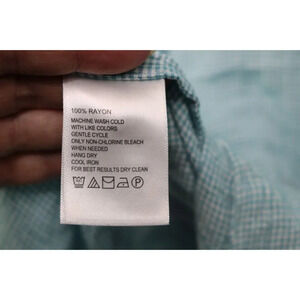 100% RAYON
MACHINE WASH COLD
WITH LIKE COLORS
GENTLE CYCLE
ONLY NON-CHLORINE BLEACH
WHEN NEEDED
HANG DRY
COOL IRON
FOR BEST RESULTS DRY CLEAN